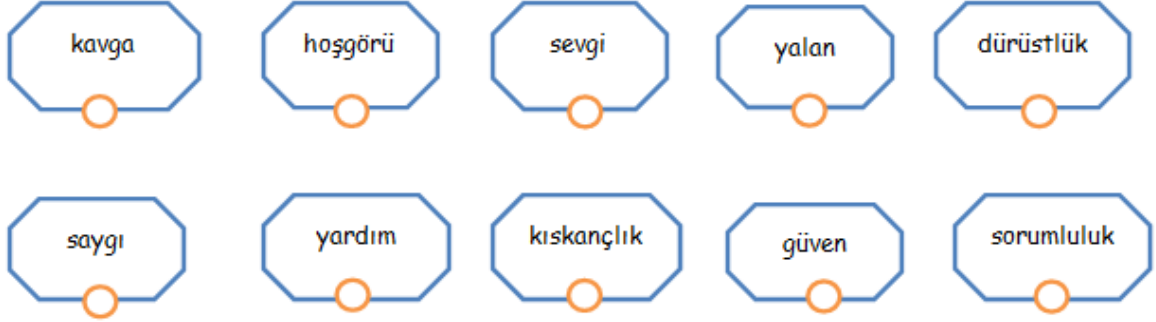 kavga hoşgörü sevgi yalan dürüstlük
saygı yardım kıskançlık güven sorumluluk